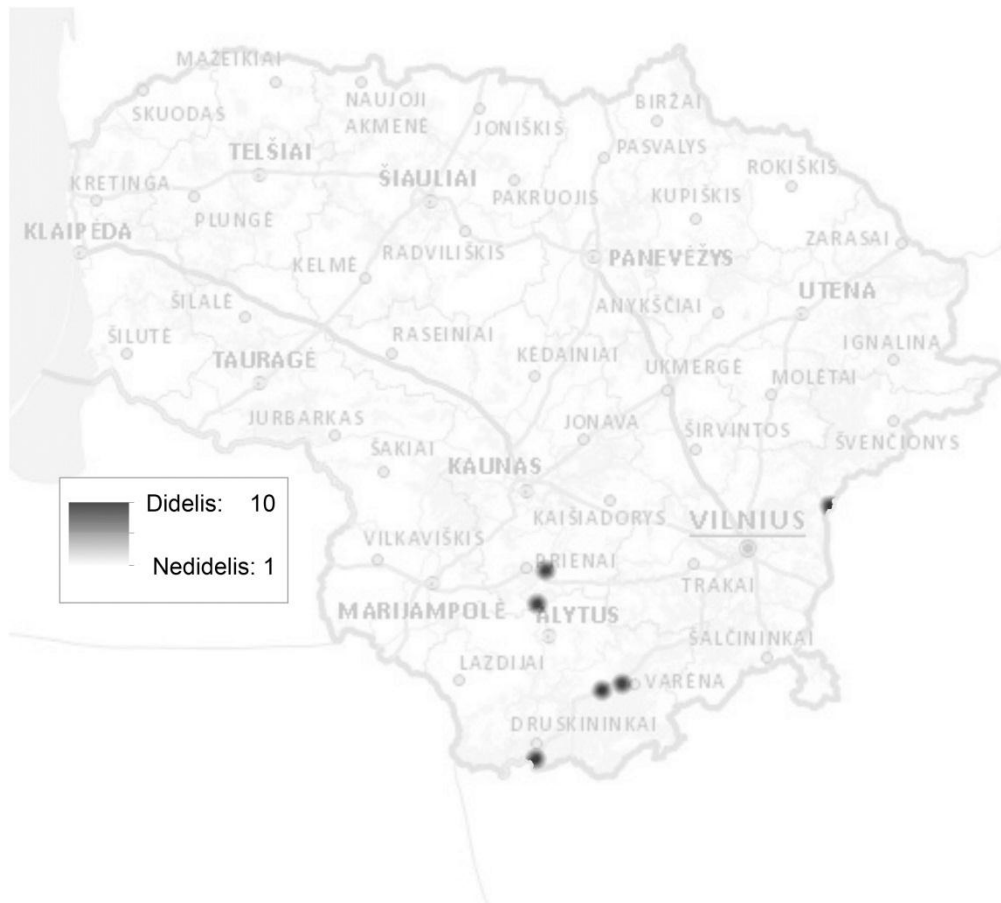 MAŽEIKIAI
SKUODAS
NAUJOJI
AKMENĖ
JONIŠKIS
BIRŽAI
PASVALYS
TELŠIAI
ŠIAULIAI
ROKIŠKIS
KRETINGA
PLUNGĖ
PAKRUOJIS
KUPIŠKIS
KLAIPĖDA
RADVILIŠKIS
ZARASAI
KELMĖ
PANEVĖŽYS
UTENA
ŠILALĖ
ANYKŠČIAI
ŠILUTĖ
RASEINIAI
IGNALINA
TAURAGĖ
KĖDAINIAI
UKMERGĖ
MOLĖTAI
JURBARKAS
JONAVA
ŠIRVINTOS
ŠVENČIONYS
ŠAKIAI
KAUNAS
Didelis: 10
Nedidelis: 1
KAIŠIADORYS
VILNIUS
VILKAVIŠKIS
PRIENAI
TRAKAI
MARIJAMPOLĖ
ALYTUS
ŠALČININKAI
LAZDIJAI
VARĖNA
DRUSKININKAI